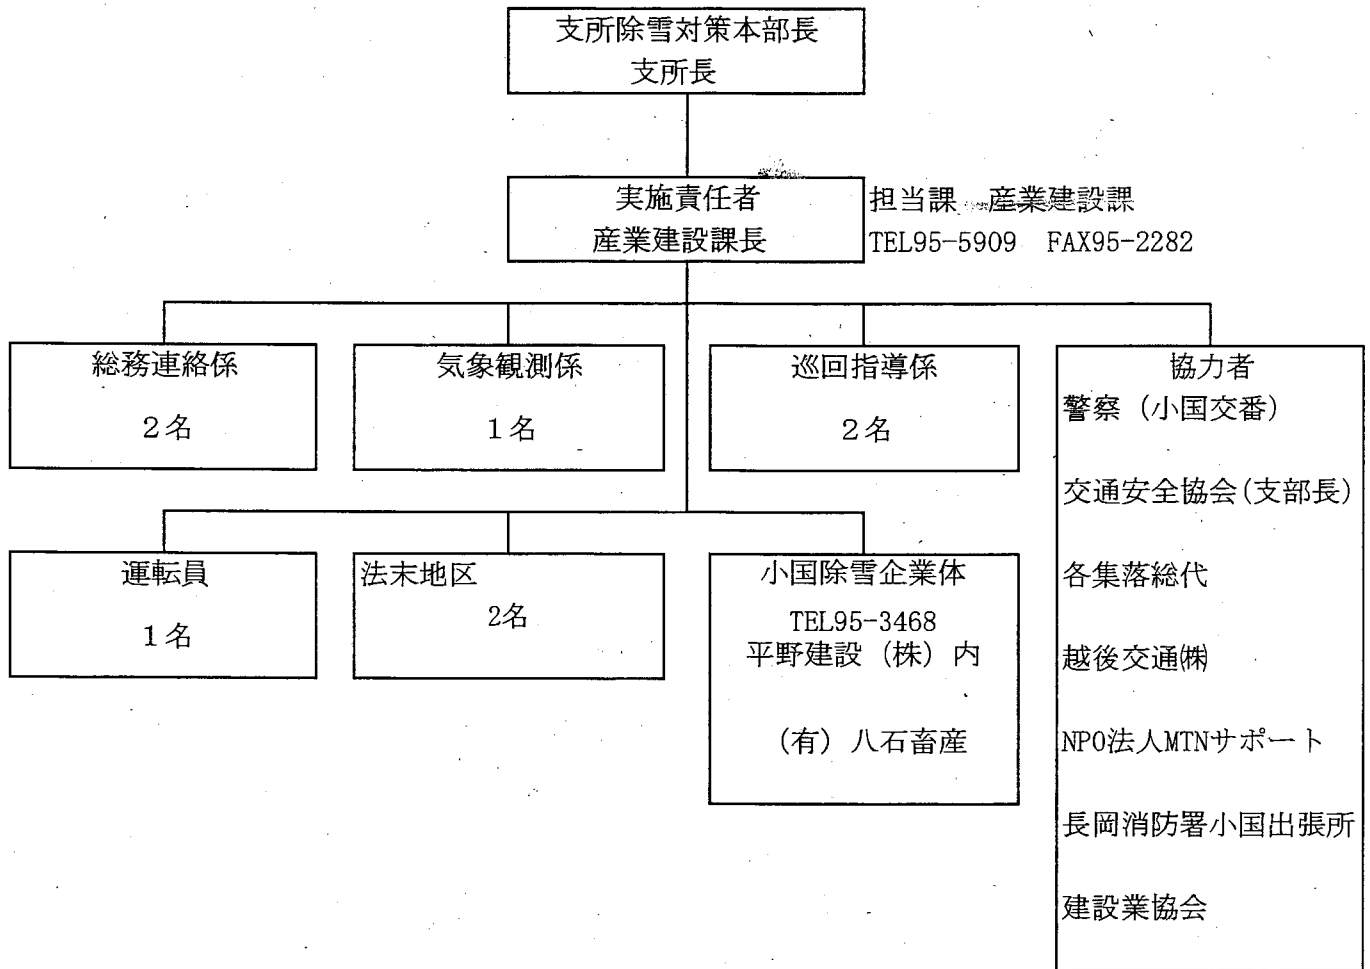 支所除雪対策本部長
支所長
実施責任者
産業建設課長
担当課 産業建設課
TEL95-5909 FAX95-2282
総務連絡係
2名
気象観測係
1名
巡回指導係
2名
協力者
警察（小国交番）
交通安全協会(支部長)
各集落総代
越後交通㈱
NPO法人MTNサポート
長岡消防署小国出張所
建設業協会
運転員
1名
法末地区
2名
小国除雪企業体
TEL95-3468
平野建設（株）内
（有）八石畜産